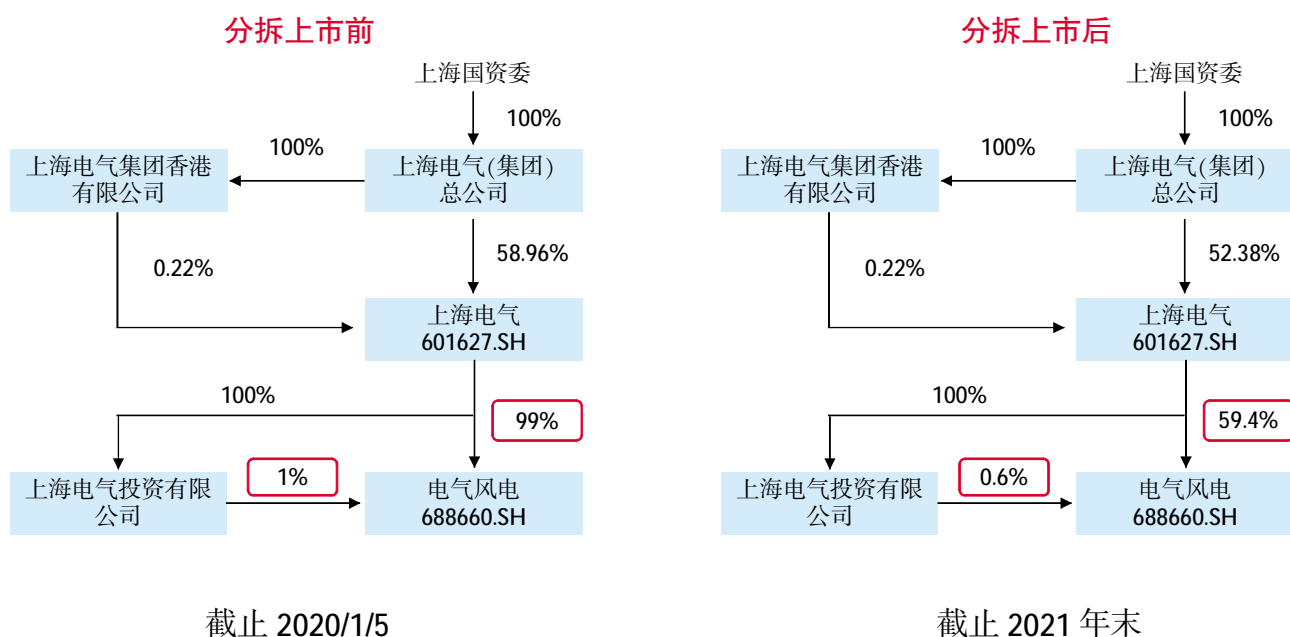 分拆上市前
上海国资委
100%
100%
上海电气集团香港
有限公司
上海电气(集团)
总公司
0.22%
58.96%
上海电气
601627.SH
100%
99%
上海电气投资有限
公司
1%
电气风电
688660.SH
截止 2020/1/5
分拆上市后
上海国资委
100%
100%
上海电气集团香港
有限公司
上海电气(集团)
总公司
0.22%
52.38%
上海电气
601627.SH
100%
59.4%
上海电气投资有限
公司
0.6%
电气风电
688660.SH
截止 2021 年末